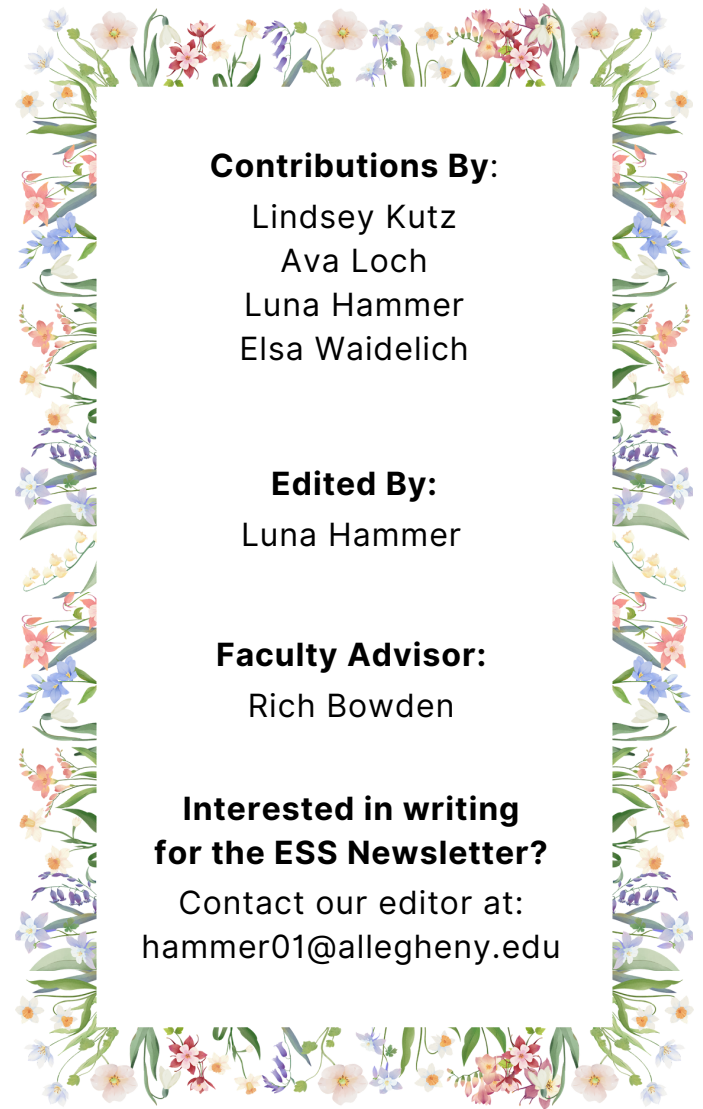 Contributions By:
Lindsey Kutz
Ava Loch
Luna Hammer
Elsa Waidelich
Edited By:
Luna Hammer
Faculty Advisor:
Rich Bowden
Interested in writing
for the ESS Newsletter?
Contact our editor at:
hammer01@allegheny.edu